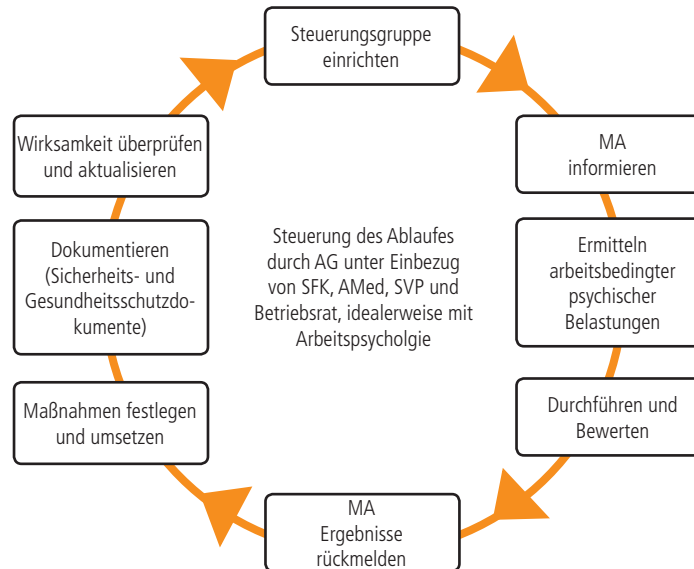 Steuerungsgruppe
einrichten
MA
informieren
Ermitteln
arbeitsbedingter
psychischer
Belastungen
Durchführen und
Bewerten
MA
Ergebnisse
rückmelden
Maßnahmen festlegen
und umsetzen
Dokumentieren
(Sicherheits- und
Gesundheitsschutzdo-
kumente)
Wirksamkeit überprüfen
und aktualisieren
Steuerung des Ablaufes
durch AG unter Einbezug
von SFK, AMed, SVP und
Betriebsrat, idealerweise mit
Arbeitspsycholgie